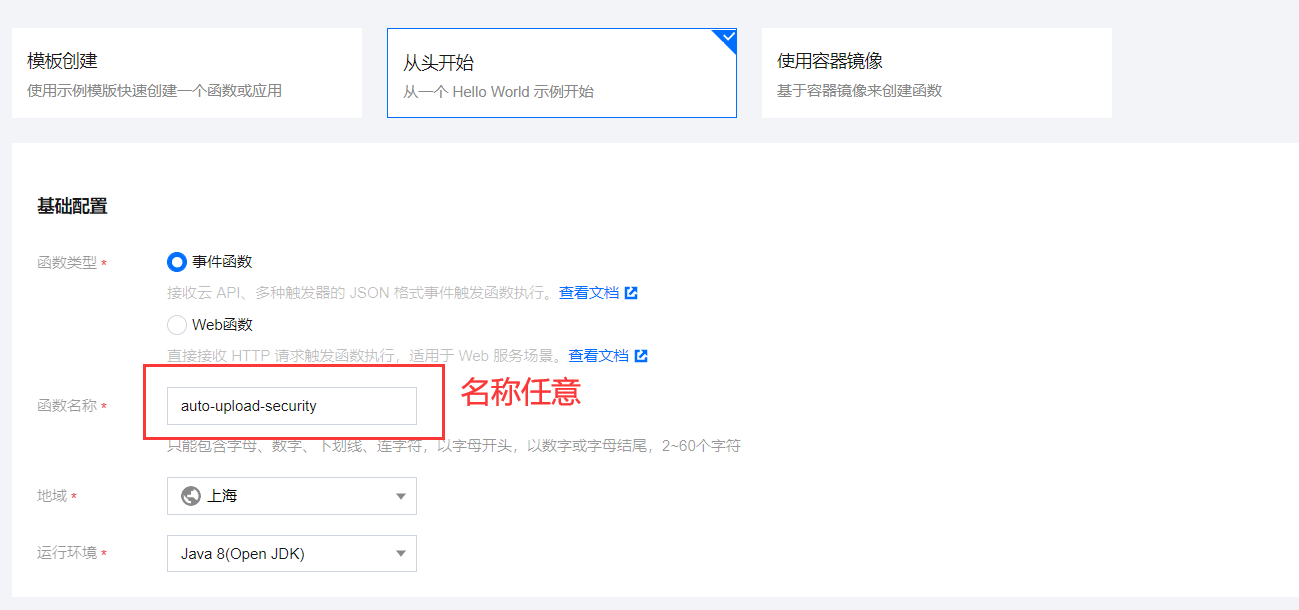 模板创建
使用示例模版快速创建一个函数或应用
从头开始
从一个 Hello World 示例开始
使用容器镜像
基于容器镜像来创建函数
基础配置
函数类型 *
事件函数
接收云 API、多种触发器的 JSON 格式事件触发函数执行。查看文档
Web函数
直接接收 HTTP 请求触发函数执行，适用于 Web 服务场景。查看文档
函数名称 *
auto-upload-security
名称任意
只能包含字母、数字、下划线、连字符，以字母开头，以数字或字母结尾，2~60个字符
地域 *
上海
运行环境 *
Java 8(Open JDK)